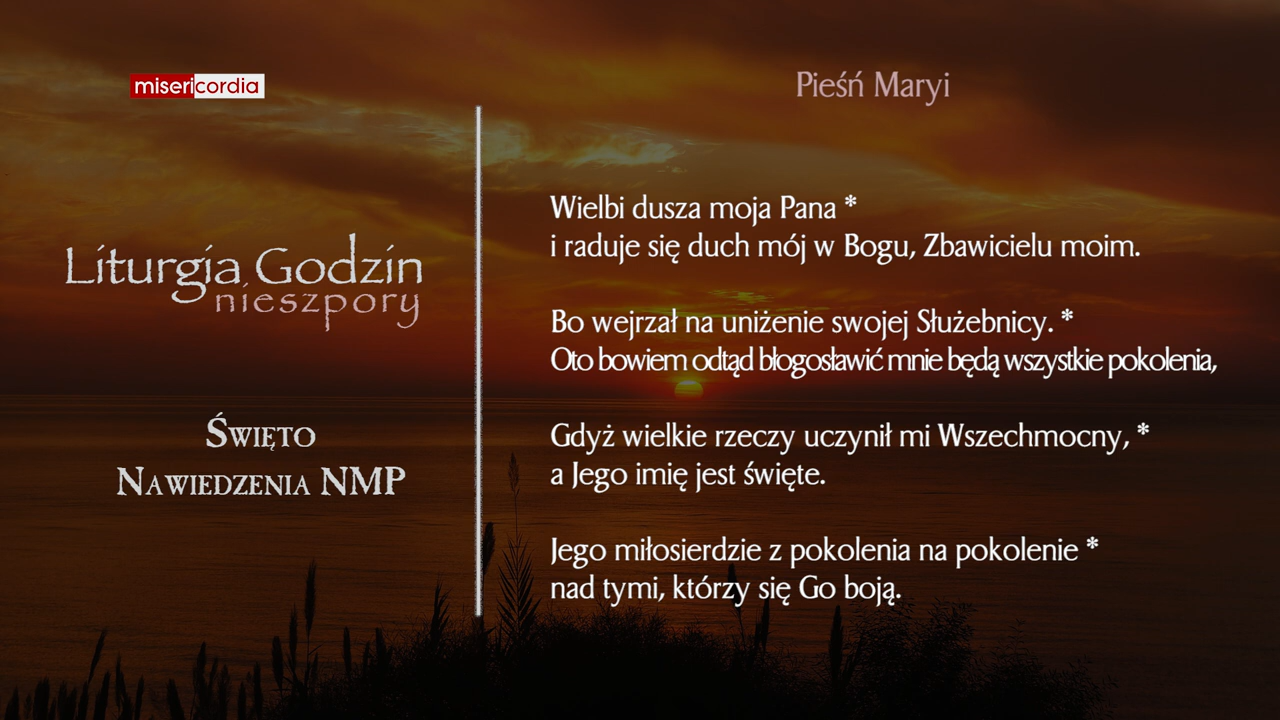 misericordia
Liturgia Godzin
nieszpory
Święto
Nawiedzenia NMP
Pieśń Maryi
Wielbi dusza moja Pana *
i raduje się duch mój w Bogu, Zbawicielu moim.
Bo wejrzał na uniżenie swojej Służebnicy. *
Oto bowiem odtąd błogosławić mnie będą wszystkie pokolenia,
Gdyż wielkie rzeczy uczynił mi Wszechmocny, *
a Jego imię jest święte.
Jego miłosierdzie z pokolenia na pokolenie *
nad tymi, którzy się Go boją.